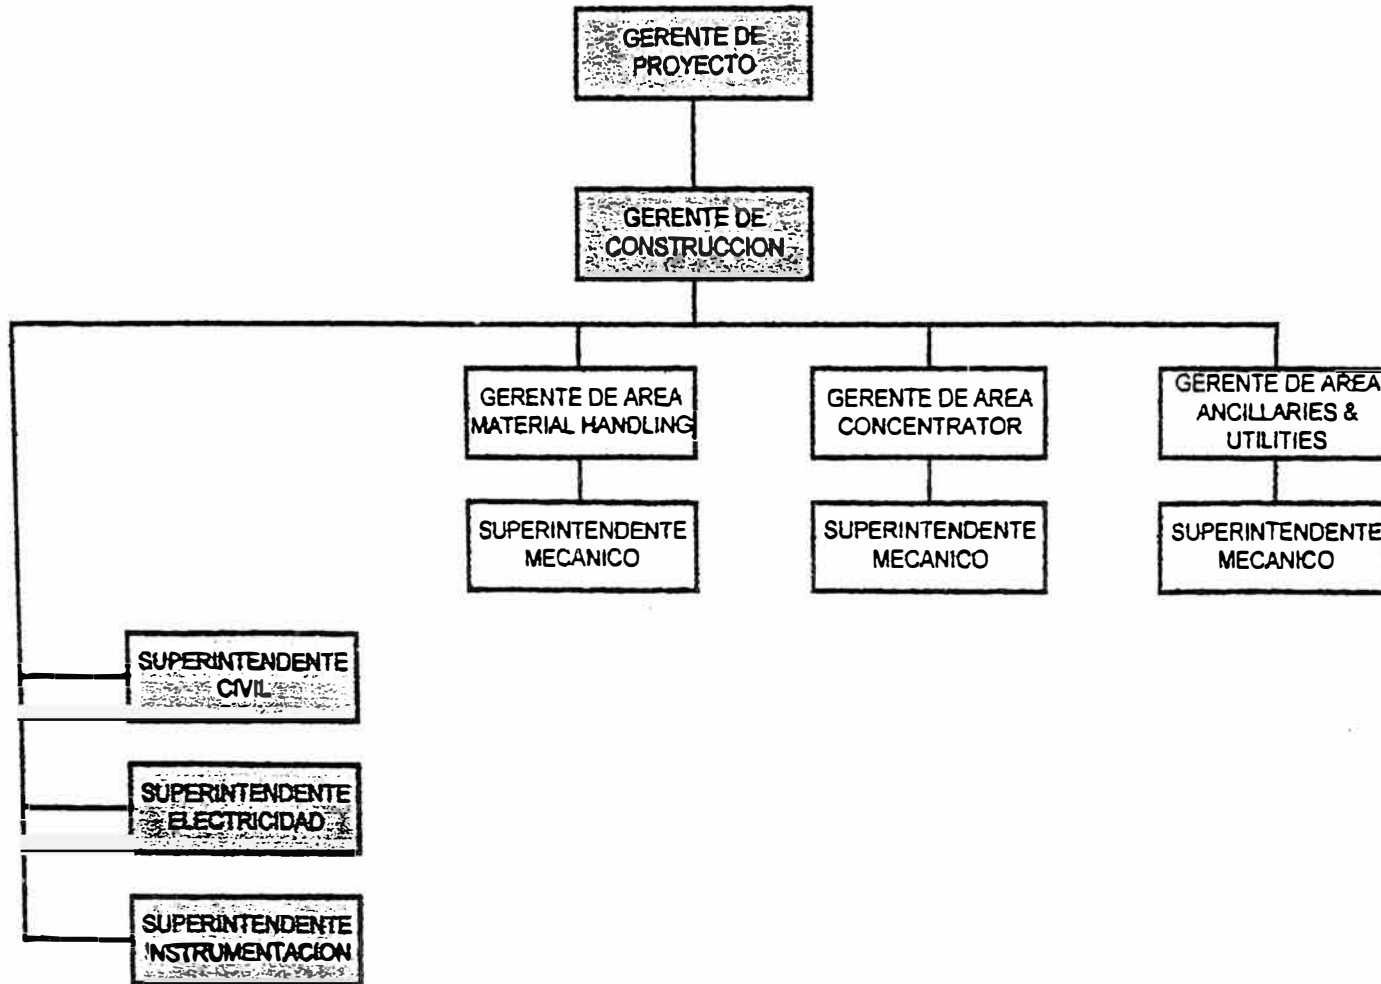 GERENTE DE
PROYECTO
GERENTE DE
CONSTRUCCION
GERENTE DE AREA
MATERIAL HANDLING
GERENTE DE AREA
CONCENTRATOR
GERENTE DE AREA
ANCILLARIES &
UTILITIES
SUPERINTENDENTE
MECANICO
SUPERINTENDENTE
MECANICO
SUPERINTENDENTE
MECANICO
SUPERINTENDENTE
CIVIL
SUPERINTENDENTE
ELECTRICIDAD
SUPERINTENDENTE
INSTRUMENTACION